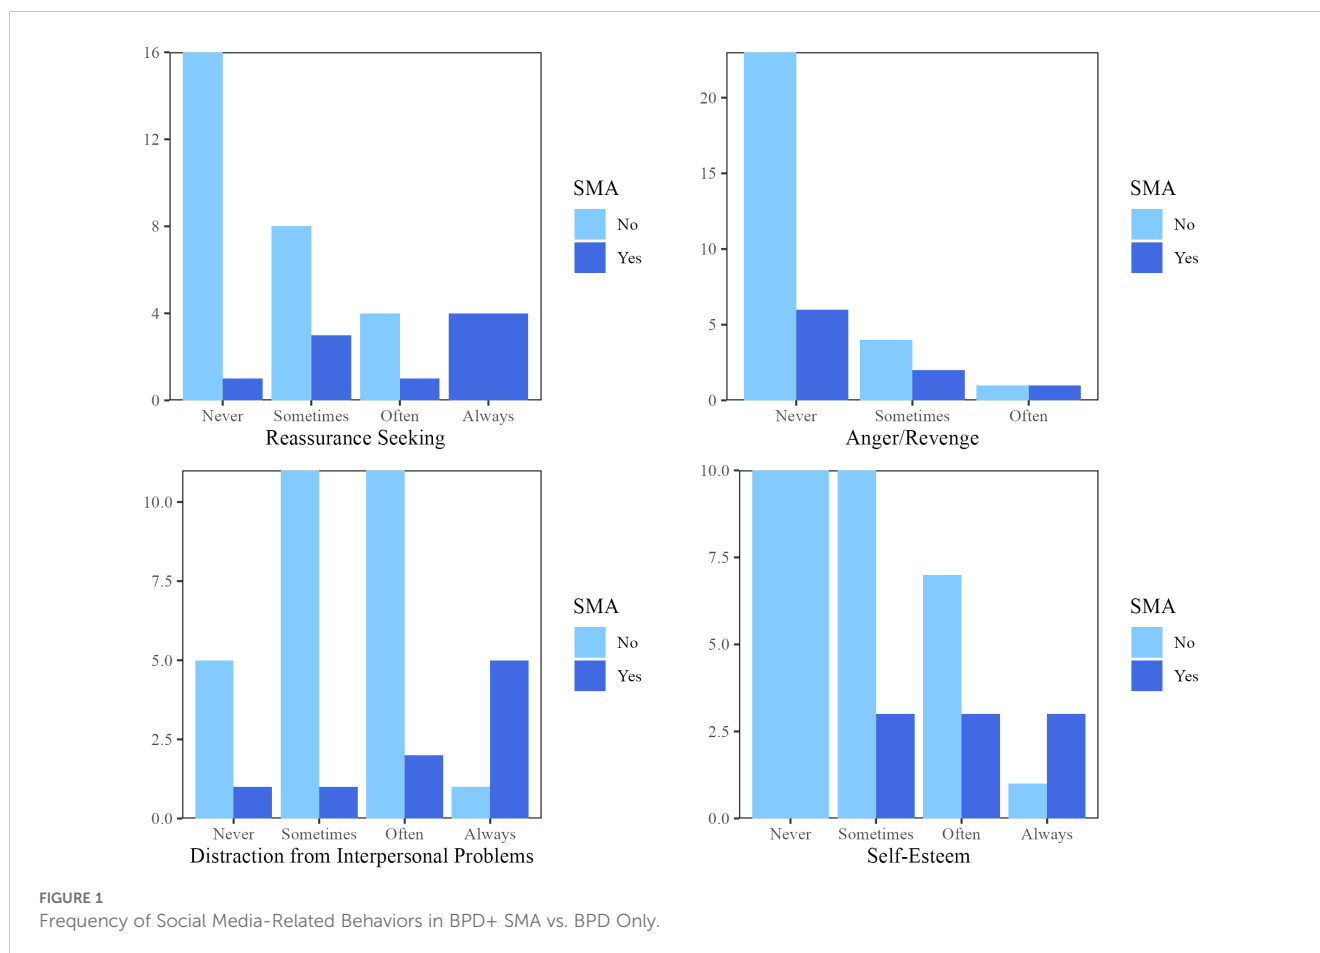 16
12
8
4
0
Never Sometimes Often Always
Reassurance Seeking
SMA
No
Yes
20
15
10
5
0
Never Sometimes Often
Anger/Revenge
SMA
No
Yes
10.0
7.5
5.0
2.5
0.0
Never Sometimes Often Always
Distraction from Interpersonal Problems
SMA
No
Yes
10.0
7.5
5.0
2.5
0.0
Never Sometimes Often Always
Self-Esteem
SMA
No
Yes
FIGURE 1
Frequency of Social Media-Related Behaviors in BPD+ SMA vs. BPD Only.